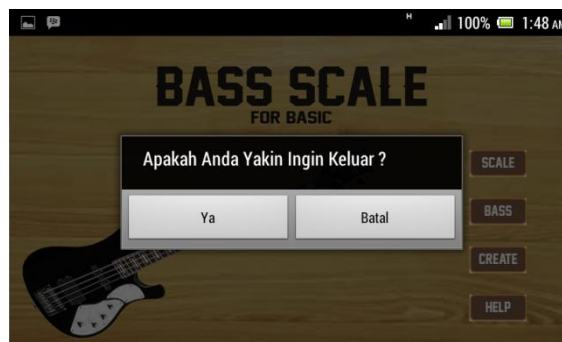 H 100% 1:48 AM
BASS SCALE
FOR BASIC
Apakah Anda Yakin Ingin Keluar ?
Ya Batal
SCALE
BASS
CREATE
HELP